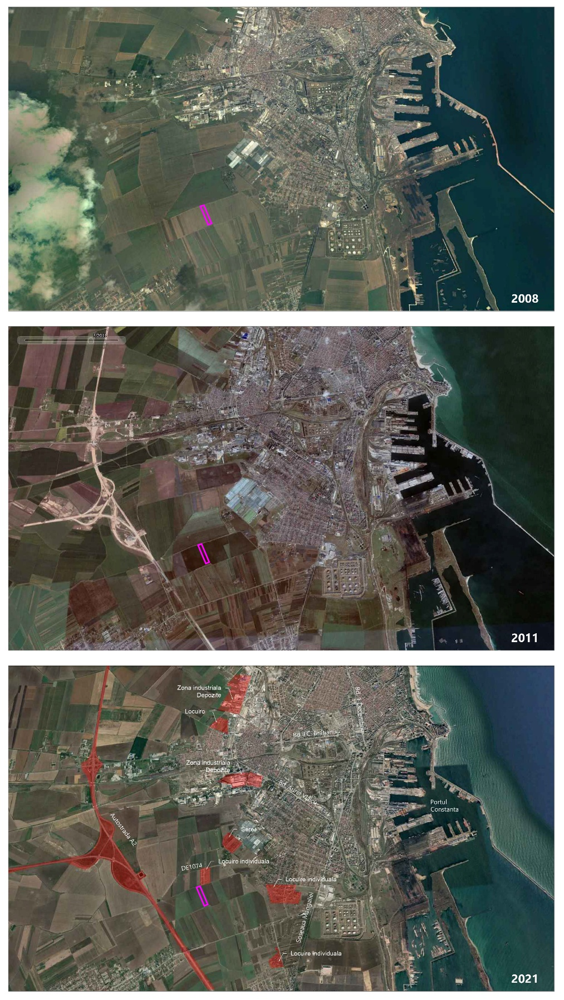 2008
5/2011
2011
Zona industriala
Depozite
Locuire
Bd. 1 Decembrie
Bd. I.C. Brătianu
Zona industriala
Depozite
Bd. Aurel Vlaicu
Portul
Constanta
Autostrada A2
Sere
Locuire individuala
DE1074
Locuire individuala
Soseaua Mangaliei
Locuire individuala
2021